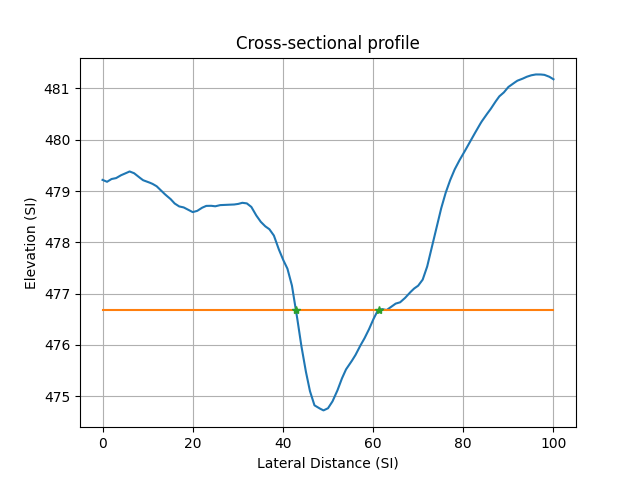 Cross-sectional profile
481
480
479
478
477
476
475
Elevation (SI)
0 20 40 60 80 100
Lateral Distance (SI)